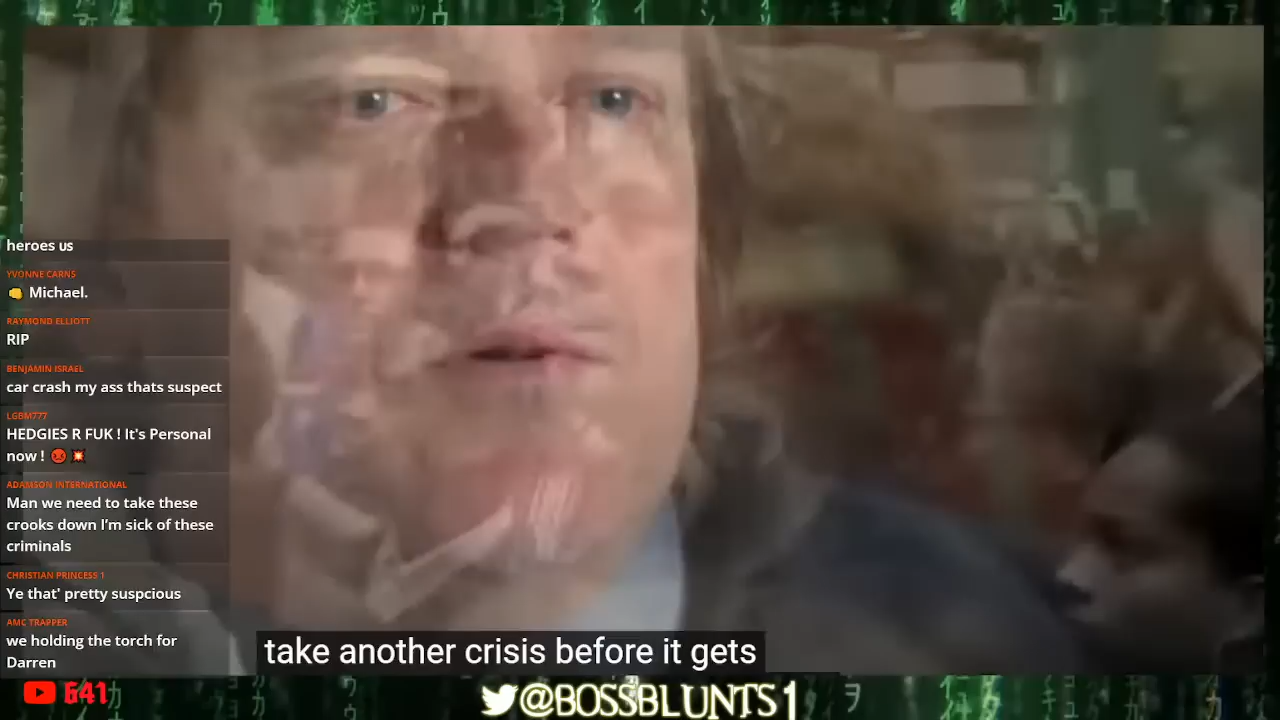 heroes us
YVONNE CARNS
👊 Michael.
RAYMOND ELLIOTT
RIP
BENJAMIN ISRAEL
car crash my ass thats suspect
LGBM777
HEDGIES R FUK ! It's Personal
now ! 😡 💥
ADAMSON INTERNATIONAL
Man we need to take these
crooks down I'm sick of these
criminals
CHRISTIAN PRINCESS 1
Ye that' pretty suspcious
AMC TRAPPER
we holding the torch for
Darren
take another crisis before it gets
641
@BOSSBLUNTS1